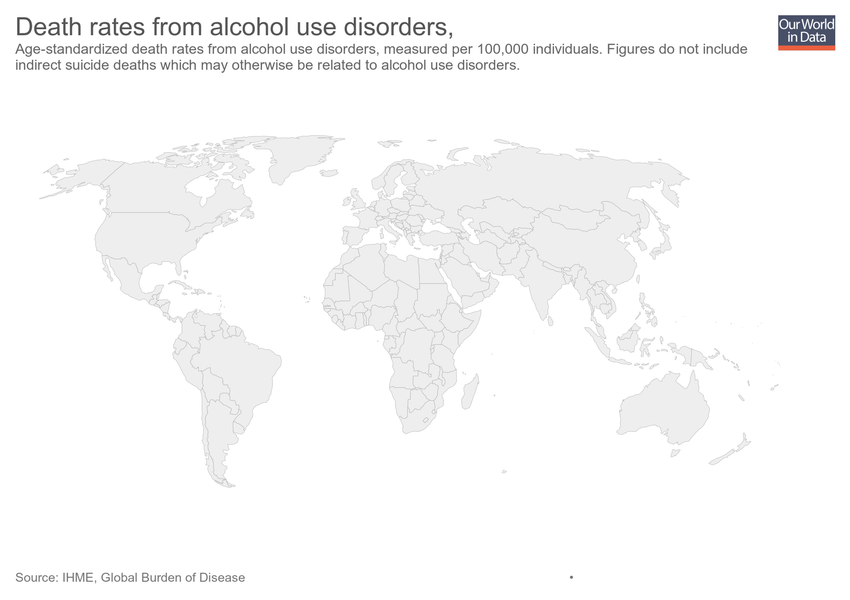 Death rates from alcohol use disorders,
Our World
in Data
Age-standardized death rates from alcohol use disorders, measured per 100,000 individuals. Figures do not include
indirect suicide deaths which may otherwise be related to alcohol use disorders.
Source: IHME, Global Burden of Disease
•